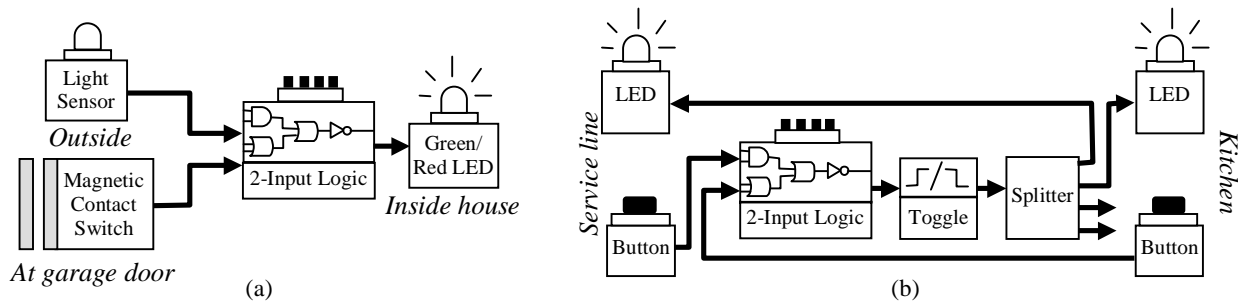 Light
Sensor
Outside
Magnetic
Contact
Switch
At garage door
2-Input Logic
Green/
Red LED
Inside house
(a)
LED
Service line
Button
2-Input Logic
Toggle
Splitter
LED
Kitchen
Button
(b)